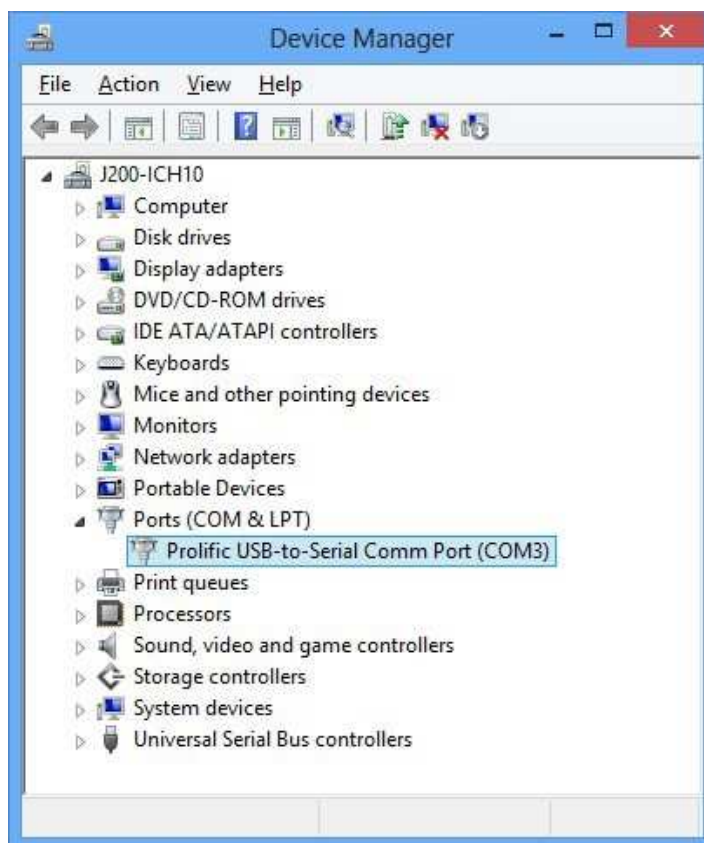 Device Manager
File Action View Help
J200-ICH10
Computer
Disk drives
Display adapters
DVD/CD-ROM drives
IDE ATA/ATAPI controllers
Keyboards
Mice and other pointing devices
Monitors
Network adapters
Portable Devices
Ports (COM & LPT)
Prolific USB-to-Serial Comm Port (COM3)
Print queues
Processors
Sound, video and game controllers
Storage controllers
System devices
Universal Serial Bus controllers